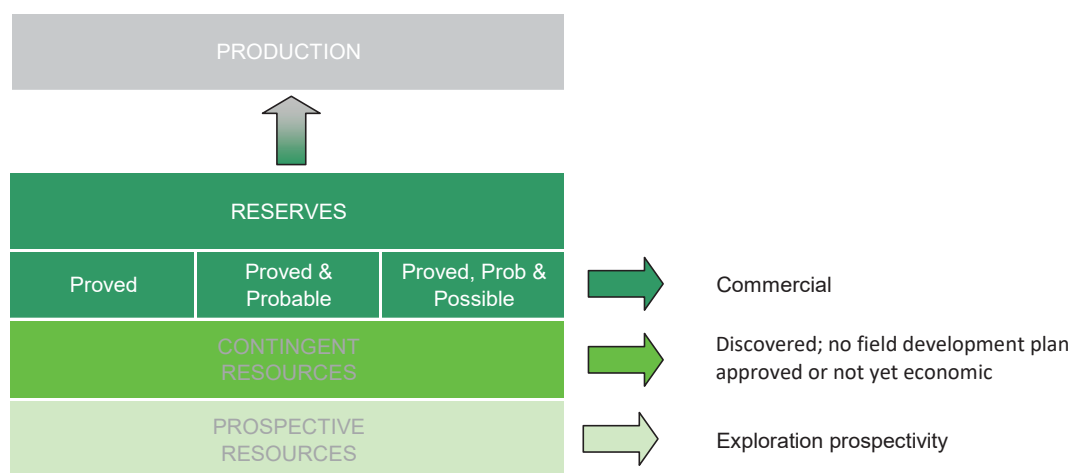 PRODUCTION
RESERVES
Proved
Proved &
Probable
Proved, Prob &
Possible
Commercial
CONTINGENT
RESOURCES
Discovered; no field development plan
approved or not yet economic
PROSPECTIVE
RESOURCES
Exploration prospectivity